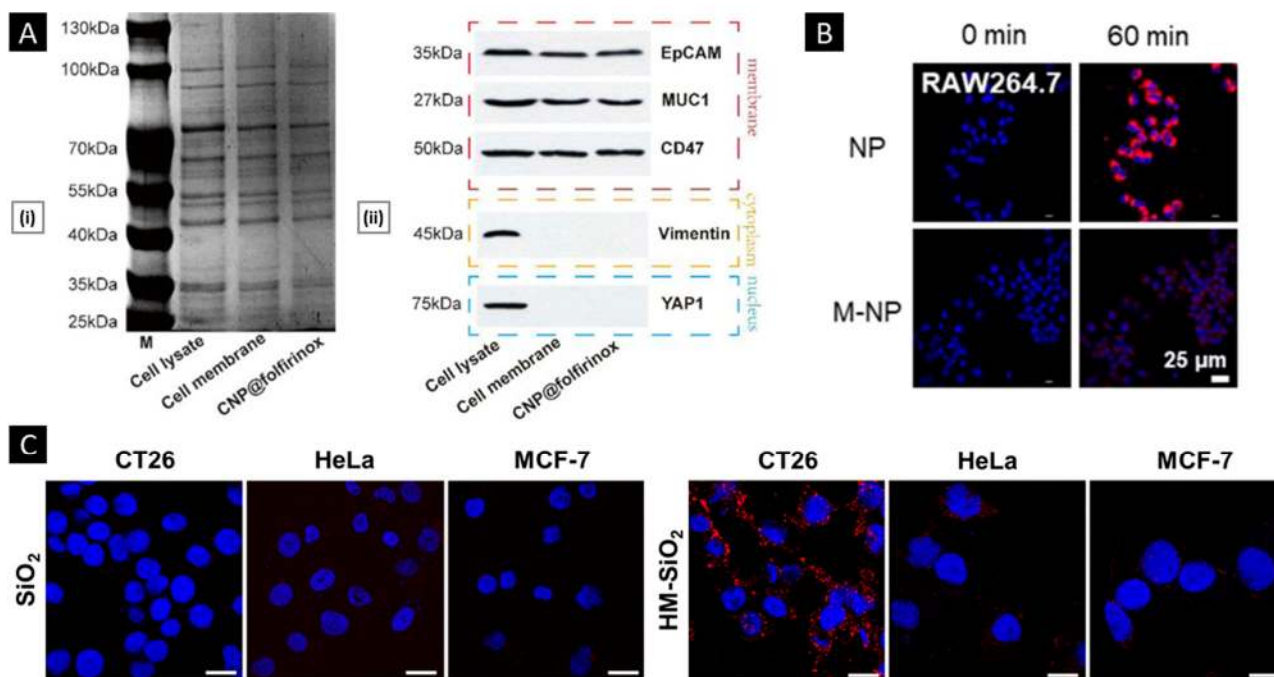 A
130kDa
100kDa
70kDa
55kDa
(i)
40kDa
35kDa
25kDa
M
Cell lysate
Cell membrane
CNP@folfirinox
(ii)
35kDa
EpCAM
27kDa
MUC1
50kDa
CD47
membrane
45kDa
Vimentin
cytoplasm
75kDa
YAP1
nucleus
Cell lysate
Cell membrane
CNP@folfirinox
B
0 min
60 min
RAW264.7
NP
M-NP
25 µm
C
CT26
HeLa
MCF-7
CT26
HeLa
MCF-7
SiO₂
HM-SiO₂